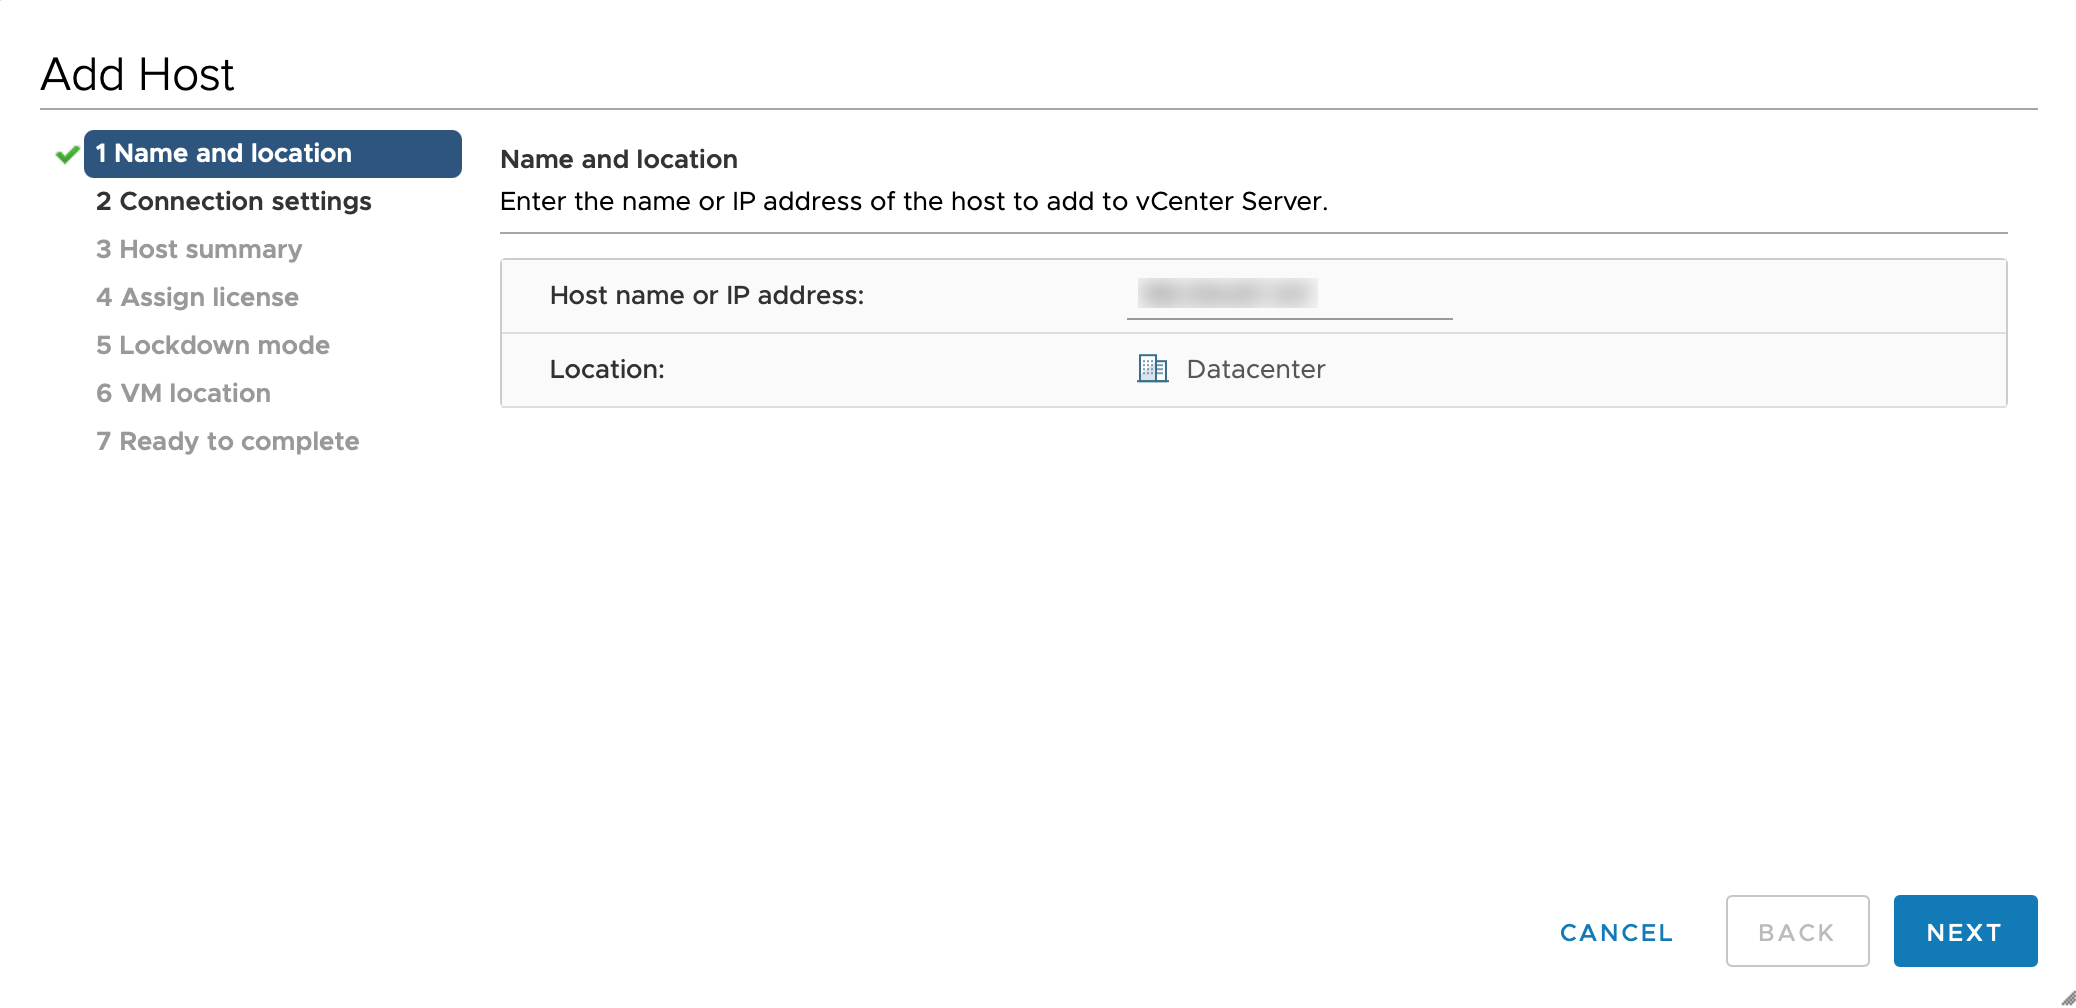 Add Host
1 Name and location
2 Connection settings
3 Host summary
4 Assign license
5 Lockdown mode
6 VM location
7 Ready to complete
Name and location
Enter the name or IP address of the host to add to vCenter Server.
Host name or IP address:
Location: Datacenter
CANCEL BACK NEXT